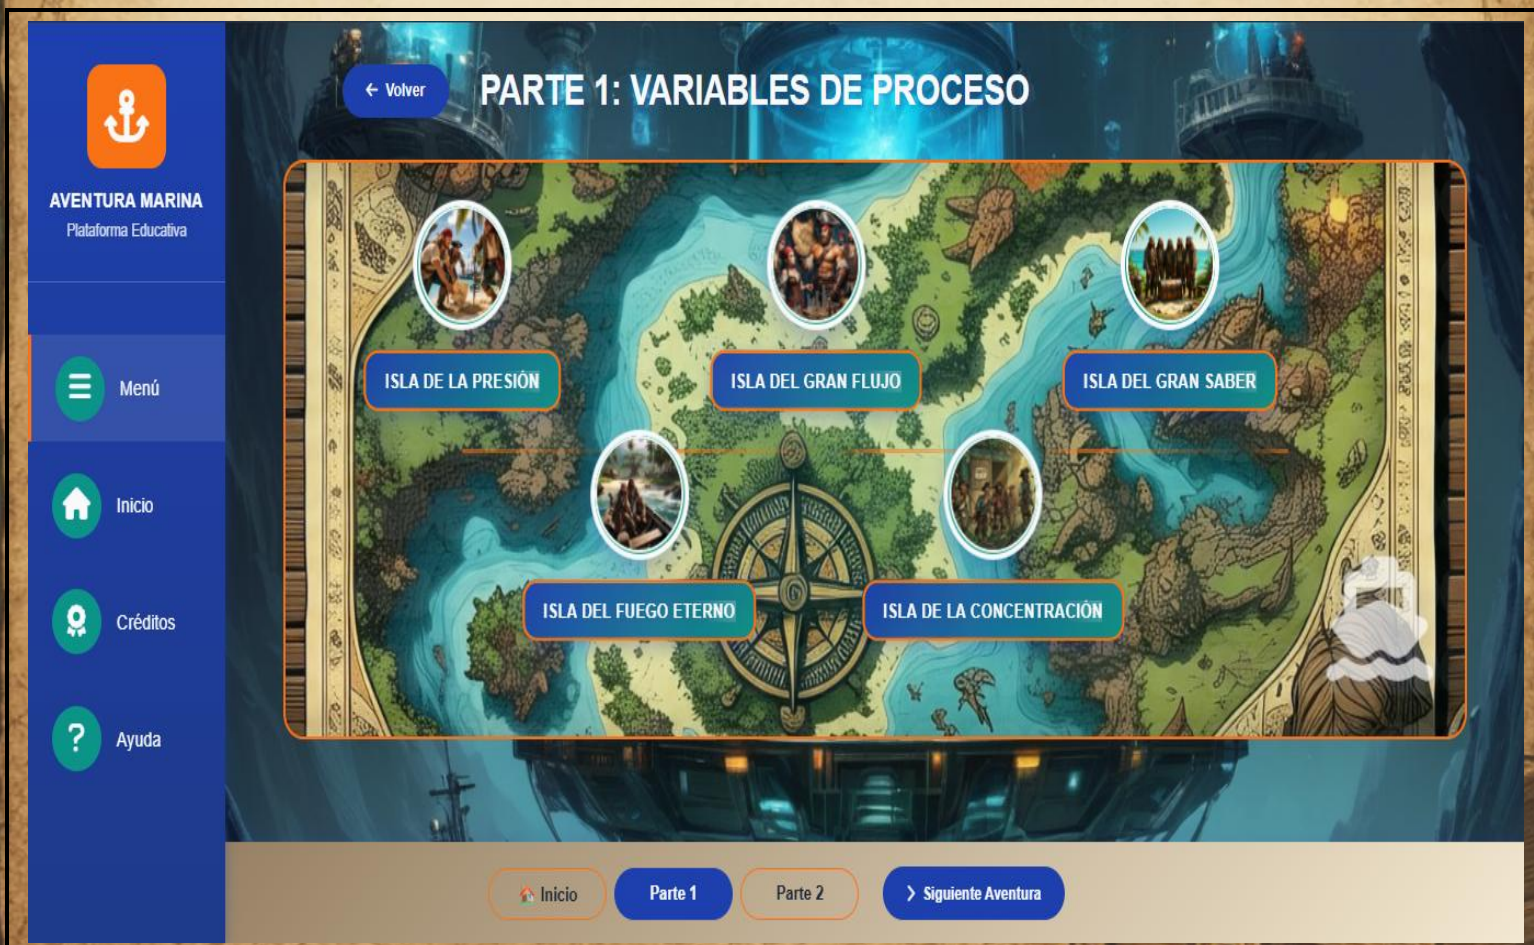 AVENTURA MARINA
Plataforma Educativa
Menú
Inicio
Créditos
Ayuda
← Volver
PARTE 1: VARIABLES DE PROCESO
ISLA DE LA PRESIÓN
ISLA DEL GRAN FLUJO
ISLA DEL GRAN SABER
ISLA DEL FUEGO ETERNO
ISLA DE LA CONCENTRACIÓN
Inicio
Parte 1
Parte 2
Siguiente Aventura